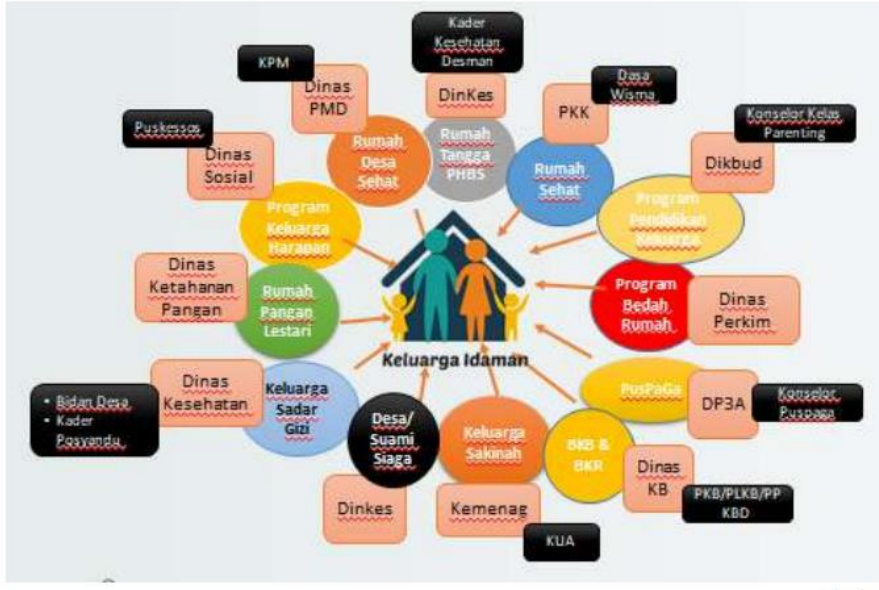 Kader
Kesehatan
Desman
KPM
Dinas
PMD
DinKes
Dasa
Wisma
PKK
Puskessos
Dinas
Sosial
Rumah
Desa
Sehat
Rumah
Tangga
PHBS
Rumah
Sehat
Konselor Kelas
Parenting
Dikbud
Program
Keluarga
Harapan
Program
Pendidikan
Keluarga
Dinas
Ketahanan
Pangan
Rumah
Pangan
Lestari
Program
Bedah
Rumah
Dinas
Perkim
Keluarga Idaman
• Bidan Desa
• Kader
Posyandu
Dinas
Kesehatan
Keluarga
Sadar
Gizi
Desa/
Suami
Siaga
Dinkes
Keluarga
Sakinah
Kemenag
KUA
BKB &
BKR
Dinas
KB
PKB/PLKB/PP
KBD
PusPaGa
DP3A
Konselor
Puspaga